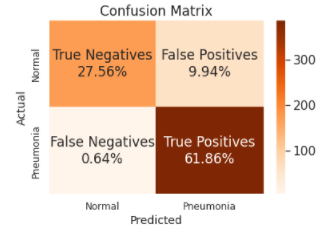 Confusion Matrix
True Negatives
27.56%
False Positives
9.94%
False Negatives
0.64%
True Positives
61.86%
Actual
Normal
Pneumonia
Normal
Pneumonia
Predicted
300
200
100